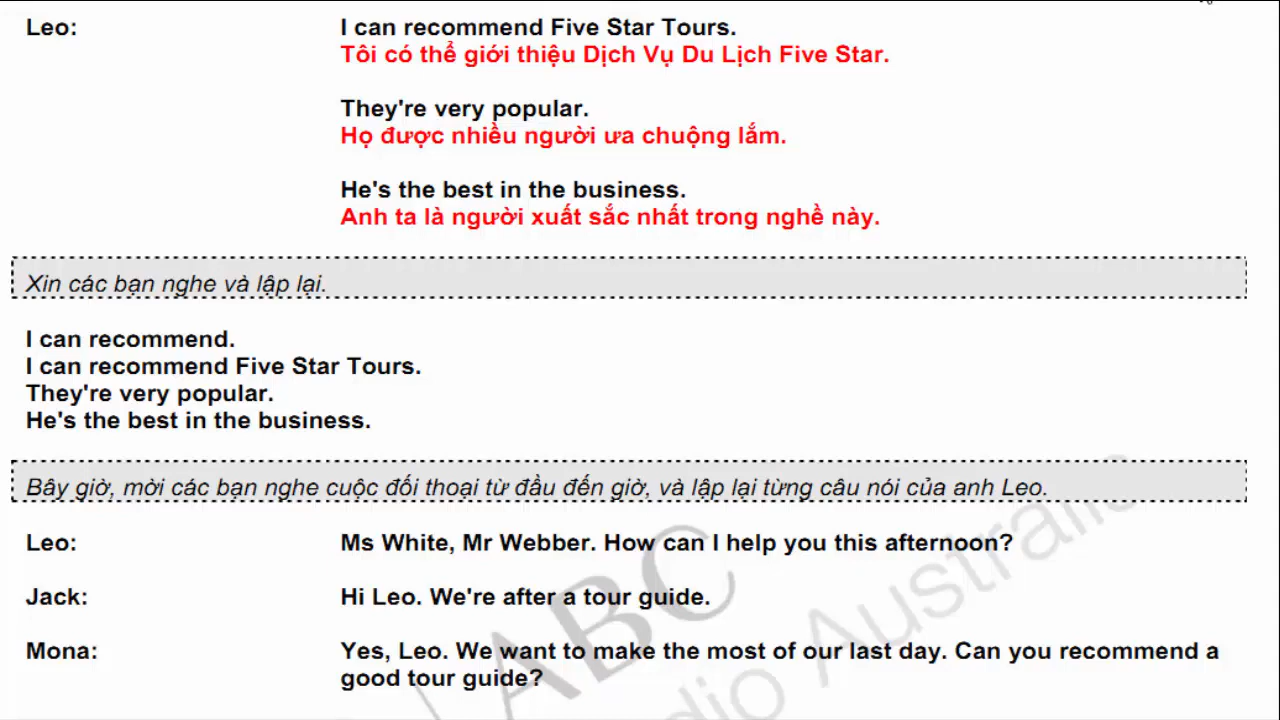 Leo: I can recommend Five Star Tours.
Tôi có thể giới thiệu Dịch Vụ Du Lịch Five Star.
They're very popular.
Họ được nhiều người ưa chuộng lắm.
He's the best in the business.
Anh ta là người xuất sắc nhất trong nghề này.
Xin các bạn nghe và lập lại.
I can recommend.
I can recommend Five Star Tours.
They're very popular.
He's the best in the business.
Bây giờ, mời các bạn nghe cuộc đối thoại từ đầu đến giờ, và lập lại từng câu nói của anh Leo.
Leo: Ms White, Mr Webber. How can I help you this afternoon?
Jack: Hi Leo. We're after a tour guide.
Mona: Yes, Leo. We want to make the most of our last day. Can you recommend a
good tour guide?
ABC
Australia